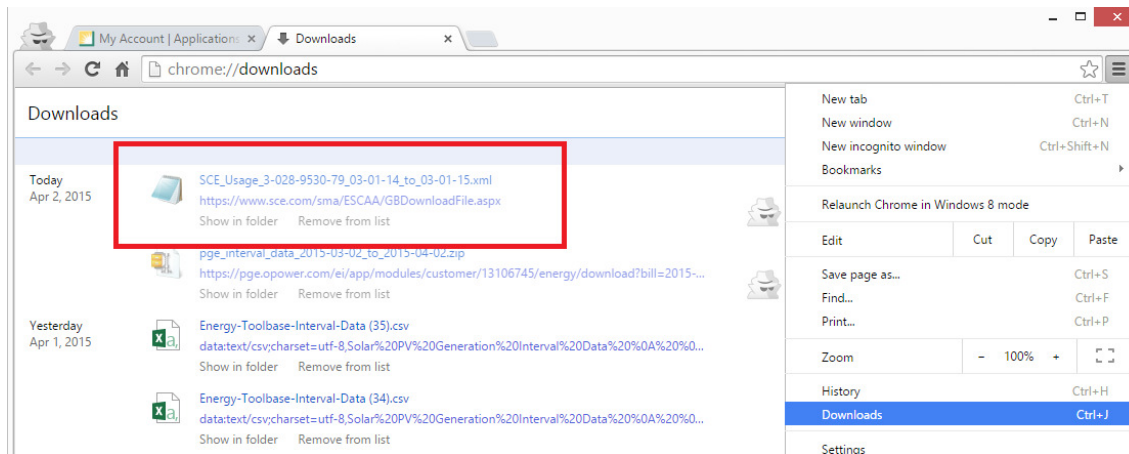 My Account | Applications
Downloads
chrome://downloads
Downloads
Today
Apr 2, 2015
SCE_Usage_3-028-9530-79_03-01-14_to_03-01-15.xml
https://www.sce.com/sma/ESCAA/GBDownloadFile.aspx
Show in folder Remove from list
pge_interval_data_2015-03-02_to_2015-04-02.zip
https://pge.opower.com/ei/app/modules/customer/13106745/energy/download?bill=2015-...
Show in folder Remove from list
Yesterday
Apr 1, 2015
Energy-Toolbase-Interval-Data (35).csv
data:text/csv;charset=utf-8,Solar%20PV%20Generation%20Interval%20Data%20%0A%20%0...
Show in folder Remove from list
Energy-Toolbase-Interval-Data (34).csv
data:text/csv;charset=utf-8,Solar%20PV%20Generation%20Interval%20Data%20%0A%20%0...
Show in folder Remove from list
New tab Ctrl+T
New window Ctrl+N
New incognito window Ctrl+Shift+N
Bookmarks
Relaunch Chrome in Windows 8 mode
Edit Cut Copy Paste
Save page as... Ctrl+S
Find... Ctrl+F
Print... Ctrl+P
Zoom - 100% +
History Ctrl+H
Downloads Ctrl+J
Settings